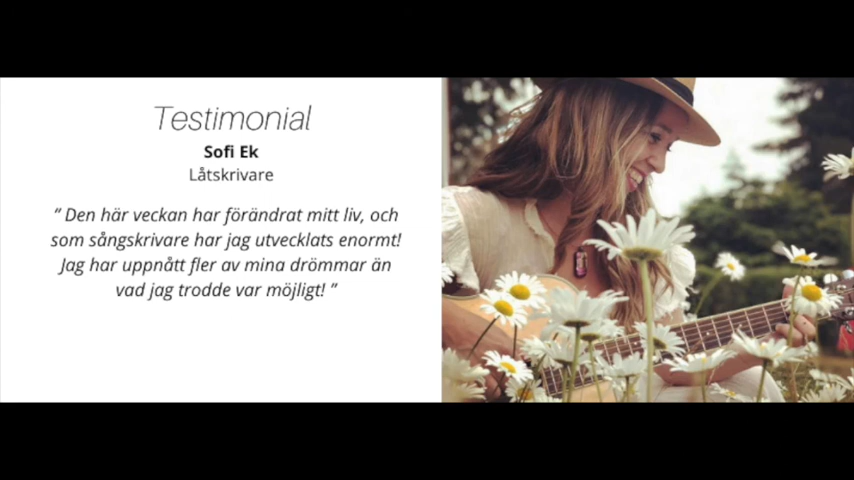 Testimonial
Sofi Ek
Låtskrivare
” Den här veckan har förändrat mitt liv, och
som sångskrivare har jag utvecklats enormt!
Jag har uppnått fler av mina drömmar än
vad jag trodde var möjligt! ”